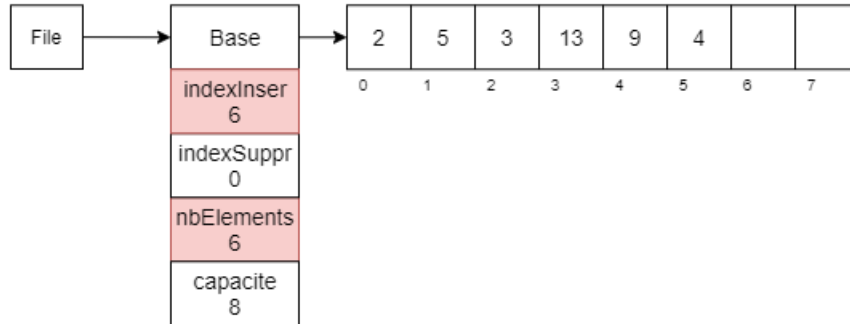 File
Base
2 5 3 13 9 4
0 1 2 3 4 5 6 7
indexInser
6
indexSuppr
0
nbElements
6
capacite
8